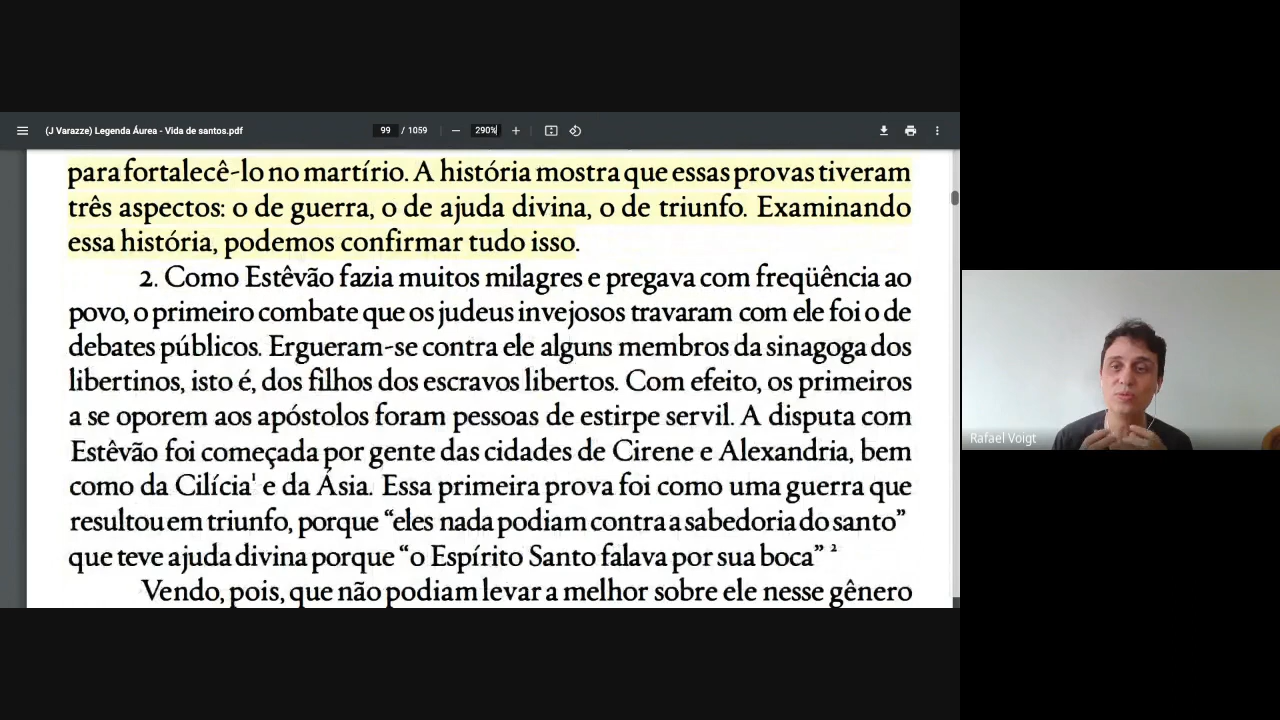 (J Varazze) Legenda Áurea - Vida de santos.pdf
99 / 1059
290%
para fortalecê-lo no martírio. A história mostra que essas provas tiveram
três aspectos: o de guerra, o de ajuda divina, o de triunfo. Examinando
essa história, podemos confirmar tudo isso.
2. Como Estêvão fazia muitos milagres e pregava com freqüência ao
povo, o primeiro combate que os judeus invejosos travaram com ele foi o de
debates públicos. Ergueram-se contra ele alguns membros da sinagoga dos
libertinos, isto é, dos filhos dos escravos libertos. Com efeito, os primeiros
a se oporem aos apóstolos foram pessoas de estirpe servil. A disputa com
Estêvão foi começada por gente das cidades de Cirene e Alexandria, bem
como da Cilícia¹ e da Ásia. Essa primeira prova foi como uma guerra que
resultou em triunfo, porque “eles nada podiam contra a sabedoria do santo”
que teve ajuda divina porque “o Espírito Santo falava por sua boca” ²
Vendo, pois, que não podiam levar a melhor sobre ele nesse gênero
Rafael Voigt